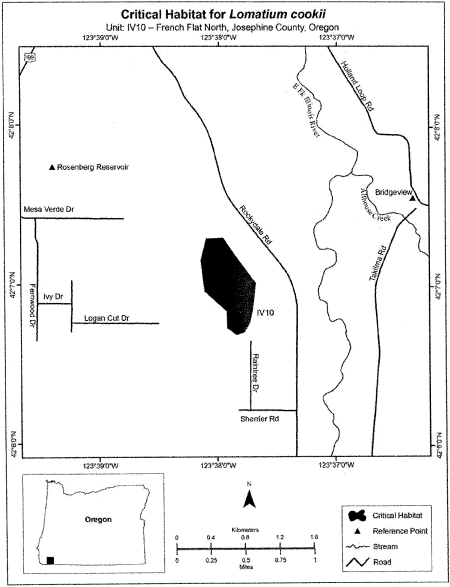 Critical Habitat for Lomatium cookii
Unit: IV10 -- French Flat North, Josephine County, Oregon
123°39'0"W
123°38'0"W
123°37'0"W
199
42°8'0"N
42°8'0"N
Holland Loop Rd
E Fk Illinois River
Rosenberg Reservoir
Bridgeview
Althouse Creek
Mesa Verde Dr
Rockydale Rd
Takilma Rd
42°7'0"N
42°7'0"N
Fernwood Dr
Ivy Dr
Logan Cut Dr
IV10
Raintree Dr
Sherrier Rd
42°6'0"N
42°6'0"N
123°39'0"W
123°38'0"W
123°37'0"W
Oregon
N
Kilometers
0 0.4 0.8 1.2 1.6
0 0.25 0.5 0.75 1
Miles
Critical Habitat
Reference Point
Stream
Road